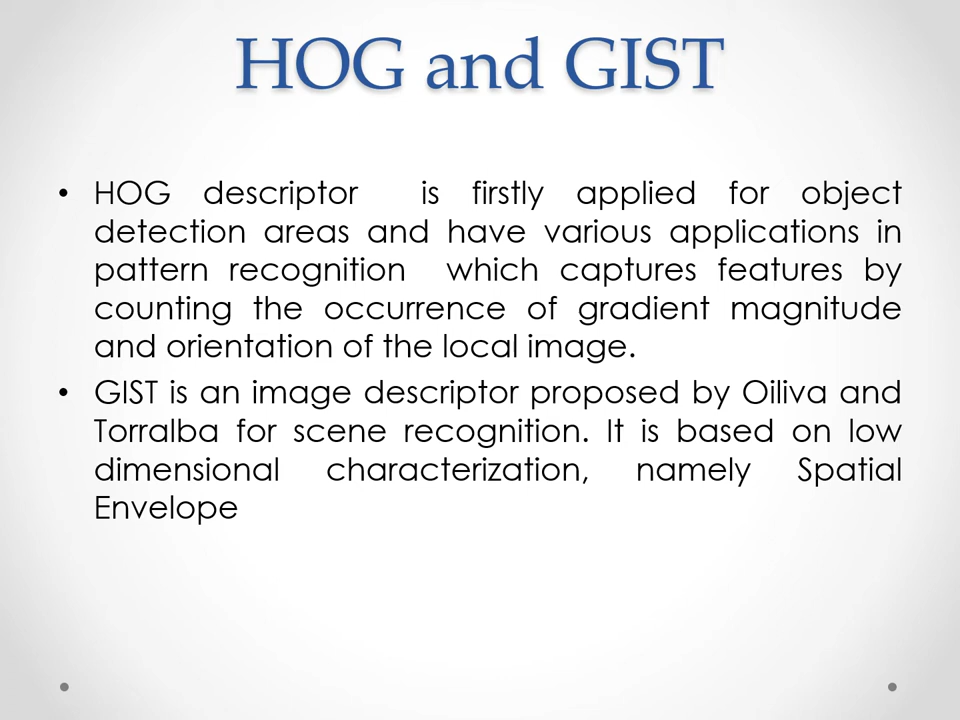 HOG and GIST
• HOG descriptor is firstly applied for object
detection areas and have various applications in
pattern recognition which captures features by
counting the occurrence of gradient magnitude
and orientation of the local image.
• GIST is an image descriptor proposed by Oiliva and
Torralba for scene recognition. It is based on low
dimensional characterization, namely Spatial
Envelope